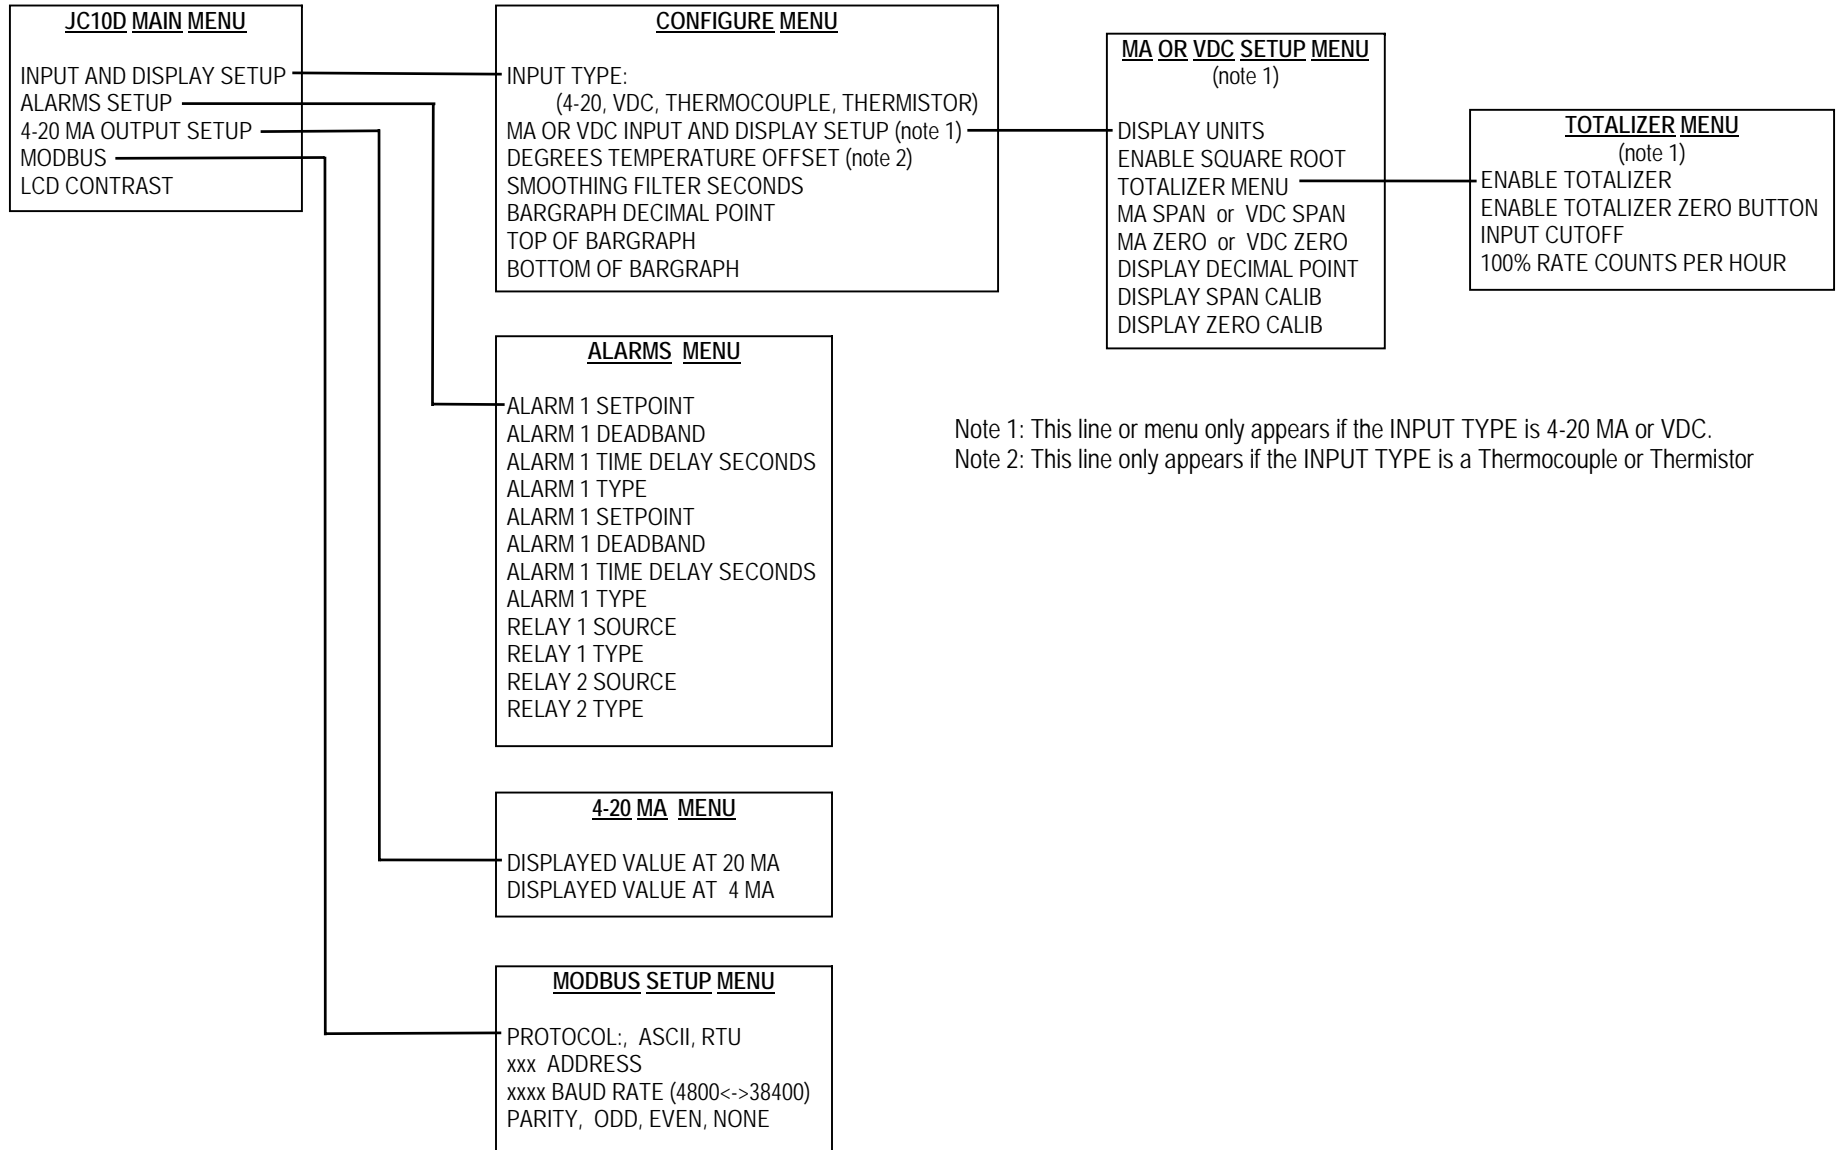 JC10D MAIN MENU
INPUT AND DISPLAY SETUP
ALARMS SETUP
4-20 MA OUTPUT SETUP
MODBUS
LCD CONTRAST
CONFIGURE MENU
INPUT TYPE:
(4-20, VDC, THERMOCOUPLE, THERMISTOR)
MA OR VDC INPUT AND DISPLAY SETUP (note 1)
DEGREES TEMPERATURE OFFSET (note 2)
SMOOTHING FILTER SECONDS
BARGRAPH DECIMAL POINT
TOP OF BARGRAPH
BOTTOM OF BARGRAPH
MA OR VDC SETUP MENU
(note 1)
DISPLAY UNITS
ENABLE SQUARE ROOT
TOTALIZER MENU
MA SPAN or VDC SPAN
MA ZERO or VDC ZERO
DISPLAY DECIMAL POINT
DISPLAY SPAN CALIB
DISPLAY ZERO CALIB
TOTALIZER MENU
(note 1)
ENABLE TOTALIZER
ENABLE TOTALIZER ZERO BUTTON
INPUT CUTOFF
100% RATE COUNTS PER HOUR
ALARMS MENU
ALARM 1 SETPOINT
ALARM 1 DEADBAND
ALARM 1 TIME DELAY SECONDS
ALARM 1 TYPE
ALARM 1 SETPOINT
ALARM 1 DEADBAND
ALARM 1 TIME DELAY SECONDS
ALARM 1 TYPE
RELAY 1 SOURCE
RELAY 1 TYPE
RELAY 2 SOURCE
RELAY 2 TYPE
Note 1: This line or menu only appears if the INPUT TYPE is 4-20 MA or VDC.
Note 2: This line only appears if the INPUT TYPE is a Thermocouple or Thermistor
4-20 MA MENU
DISPLAYED VALUE AT 20 MA
DISPLAYED VALUE AT 4 MA
MODBUS SETUP MENU
PROTOCOL:, ASCII, RTU
xxx ADDRESS
xxxx BAUD RATE (4800<->38400)
PARITY, ODD, EVEN, NONE